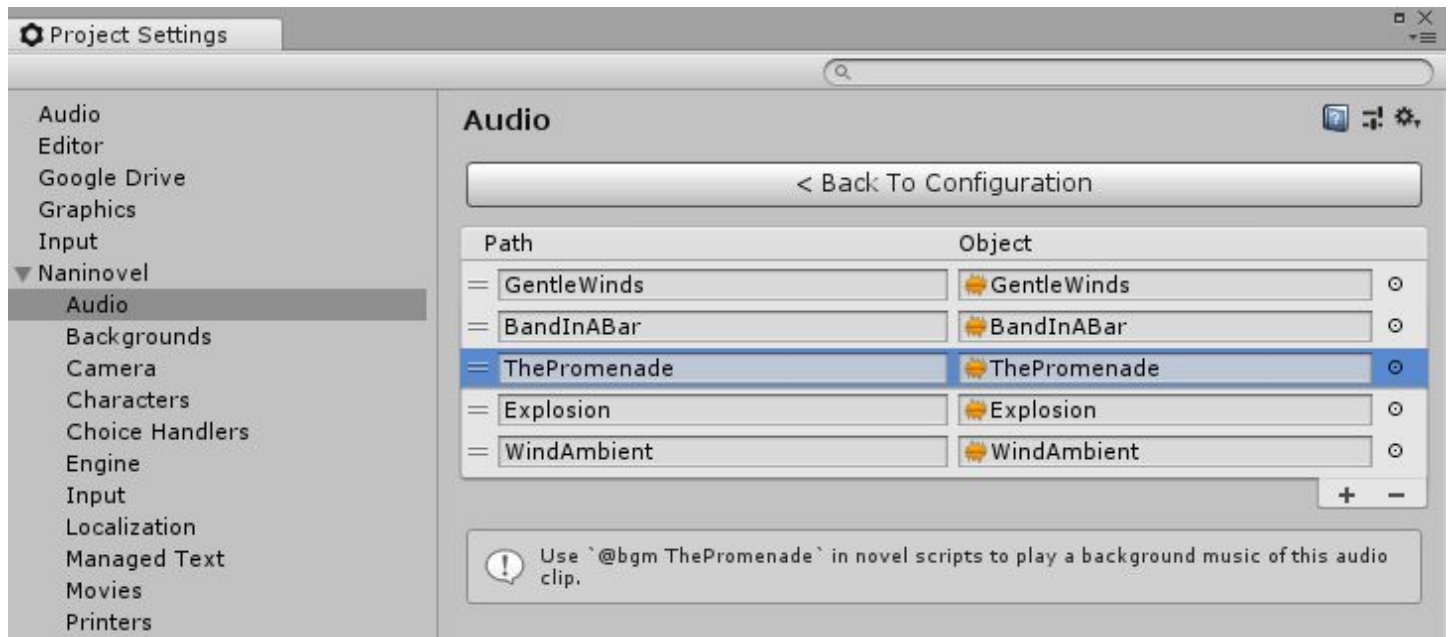 Project Settings
Audio
Editor
Google Drive
Graphics
Input
Naninovel
Audio
Backgrounds
Camera
Characters
Choice Handlers
Engine
Input
Localization
Managed Text
Movies
Printers
Audio
< Back To Configuration
Path Object
GentleWinds GentleWinds
BandInABar BandInABar
ThePromenade ThePromenade
Explosion Explosion
WindAmbient WindAmbient
+ −
Use `@bgm ThePromenade` in novel scripts to play a background music of this audio
clip.